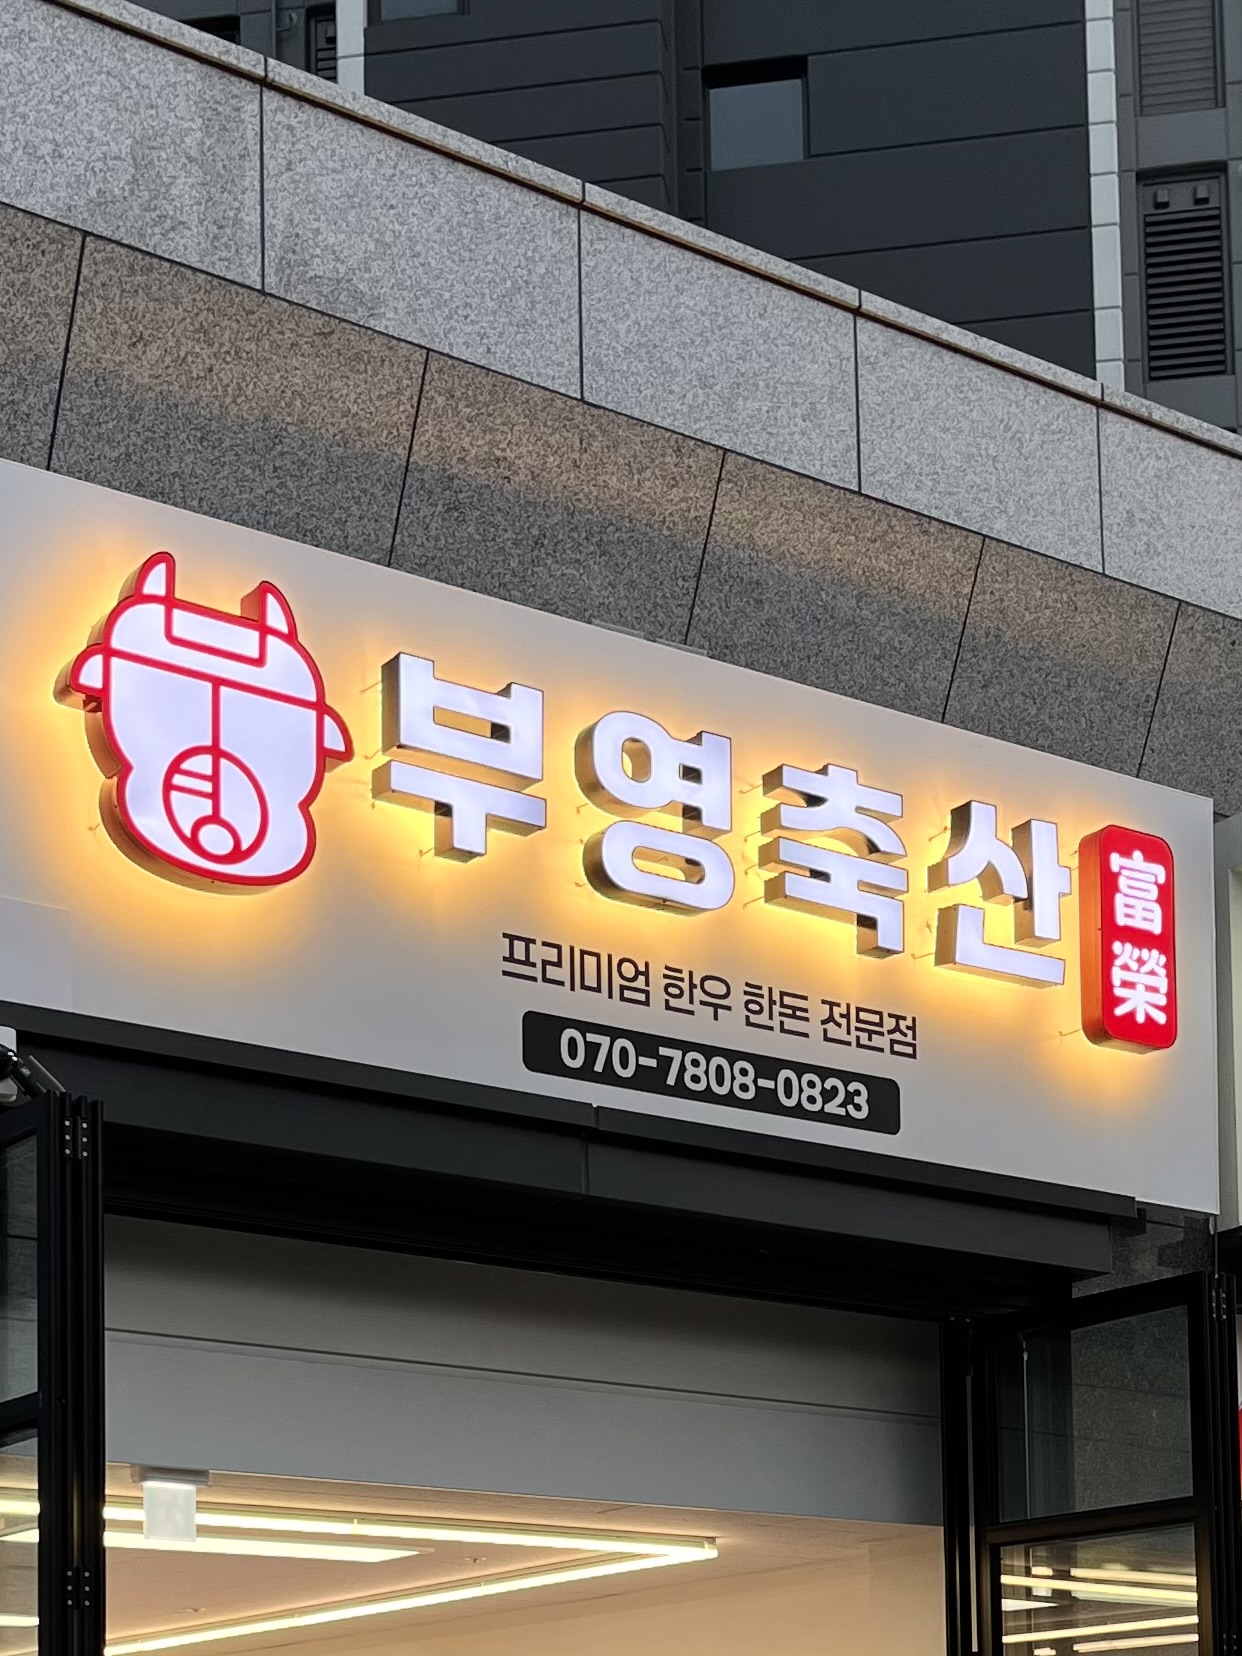 부영축산
富榮
프리미엄 한우 한돈 전문점
070-7808-0823